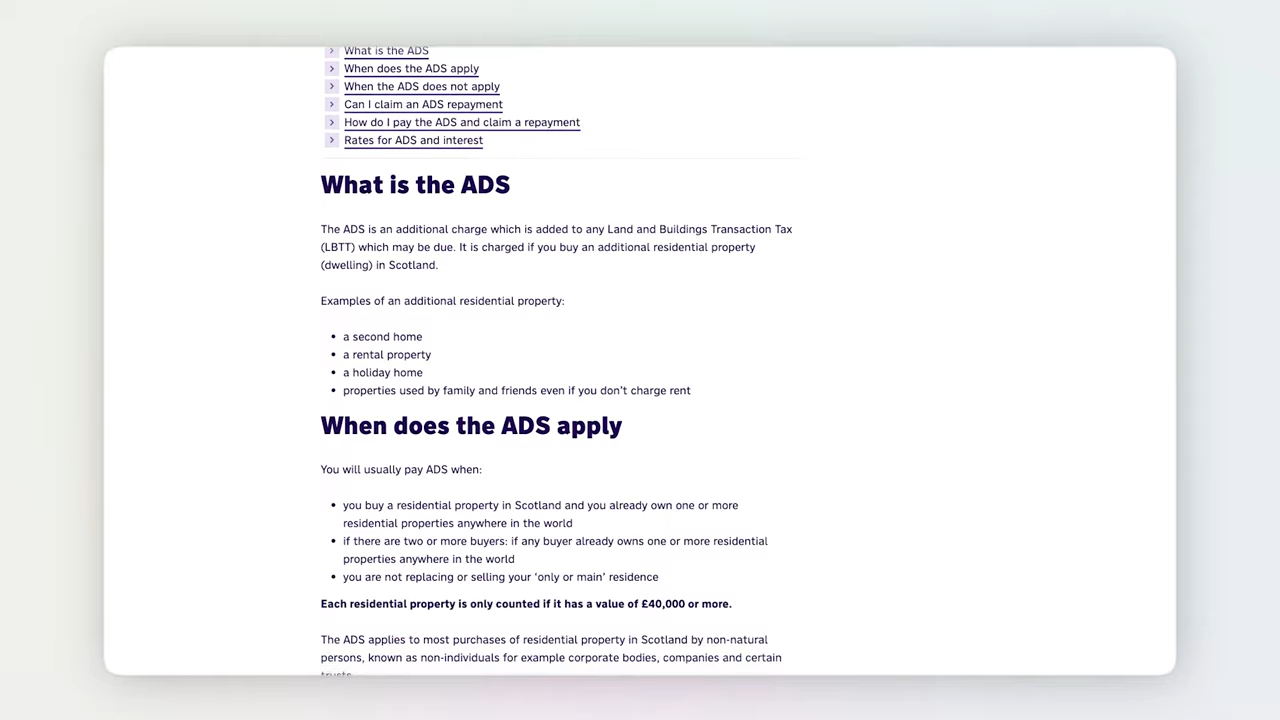 What is the ADS
When does the ADS apply
When the ADS does not apply
Can I claim an ADS repayment
How do I pay the ADS and claim a repayment
Rates for ADS and interest
What is the ADS
The ADS is an additional charge which is added to any Land and Buildings Transaction Tax
(LBTT) which may be due. It is charged if you buy an additional residential property
(dwelling) in Scotland.
Examples of an additional residential property:
• a second home
• a rental property
• a holiday home
• properties used by family and friends even if you don’t charge rent
When does the ADS apply
You will usually pay ADS when:
• you buy a residential property in Scotland and you already own one or more
residential properties anywhere in the world
• if there are two or more buyers: if any buyer already owns one or more residential
properties anywhere in the world
• you are not replacing or selling your ‘only or main’ residence
Each residential property is only counted if it has a value of £40,000 or more.
The ADS applies to most purchases of residential property in Scotland by non-natural
persons, known as non-individuals for example corporate bodies, companies and certain
trusts.